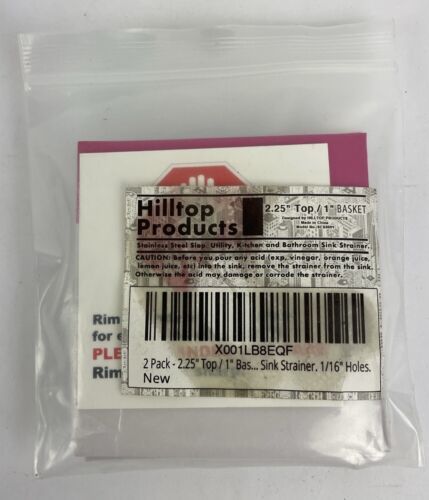 Hilltop
Products
2.25" Top / 1" BASKET
Designed by HILLTOP PRODUCTS
Made in China
Stainless Steel Slop, Utility, Kitchen and Bathroom Sink Strainer.
CAUTION: Before you pour any acid (exp, vinegar, orange juice,
lemon juice, etc) into the sink, remove the strainer from the sink.
Otherwise the acid may damage or corrode the strainer.
X001LB8EQF
2 Pack - 2.25" Top / 1" Bas... Sink Strainer. 1/16" Holes.
New
Rim
for
PLE
Rim